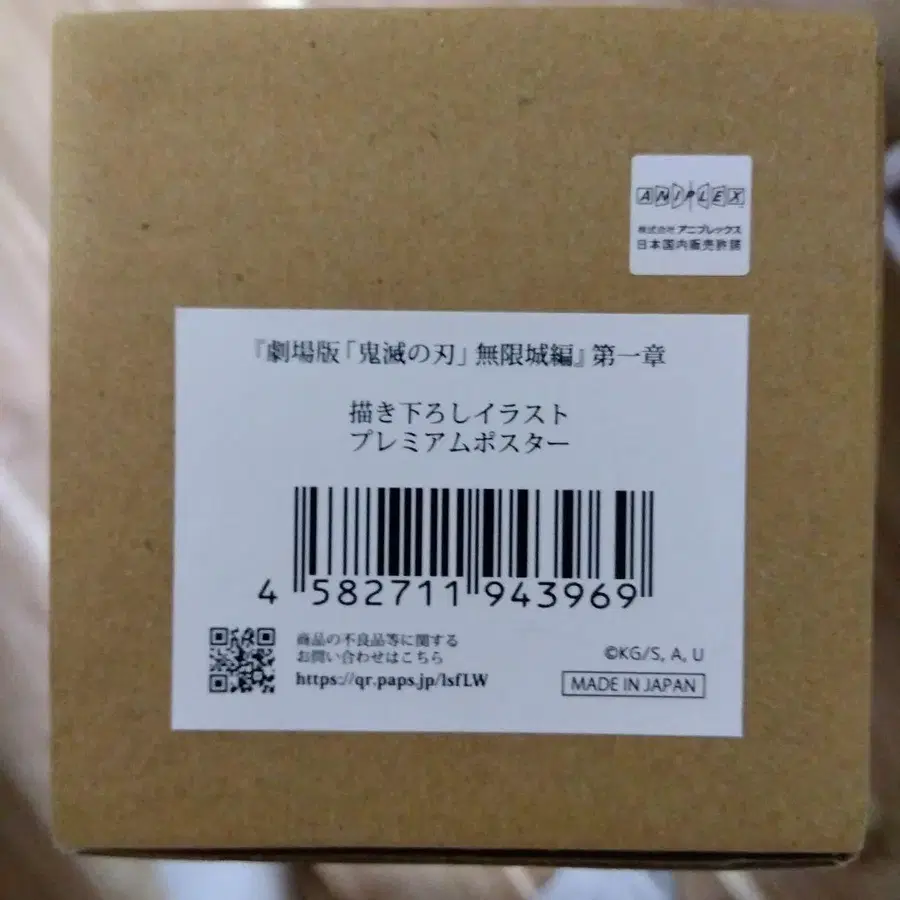 ANIPLEX
株式会社 アニプレックス
日本国内販売許諾
『劇場版「鬼滅の刃」無限城編』第一章
描き下ろしイラスト
プレミアムポスター
4 582711 943969
商品の不良品等に関する
お問い合わせはこちら
https://qr.paps.jp/lsfLW
©KG/S, A, U
MADE IN JAPAN